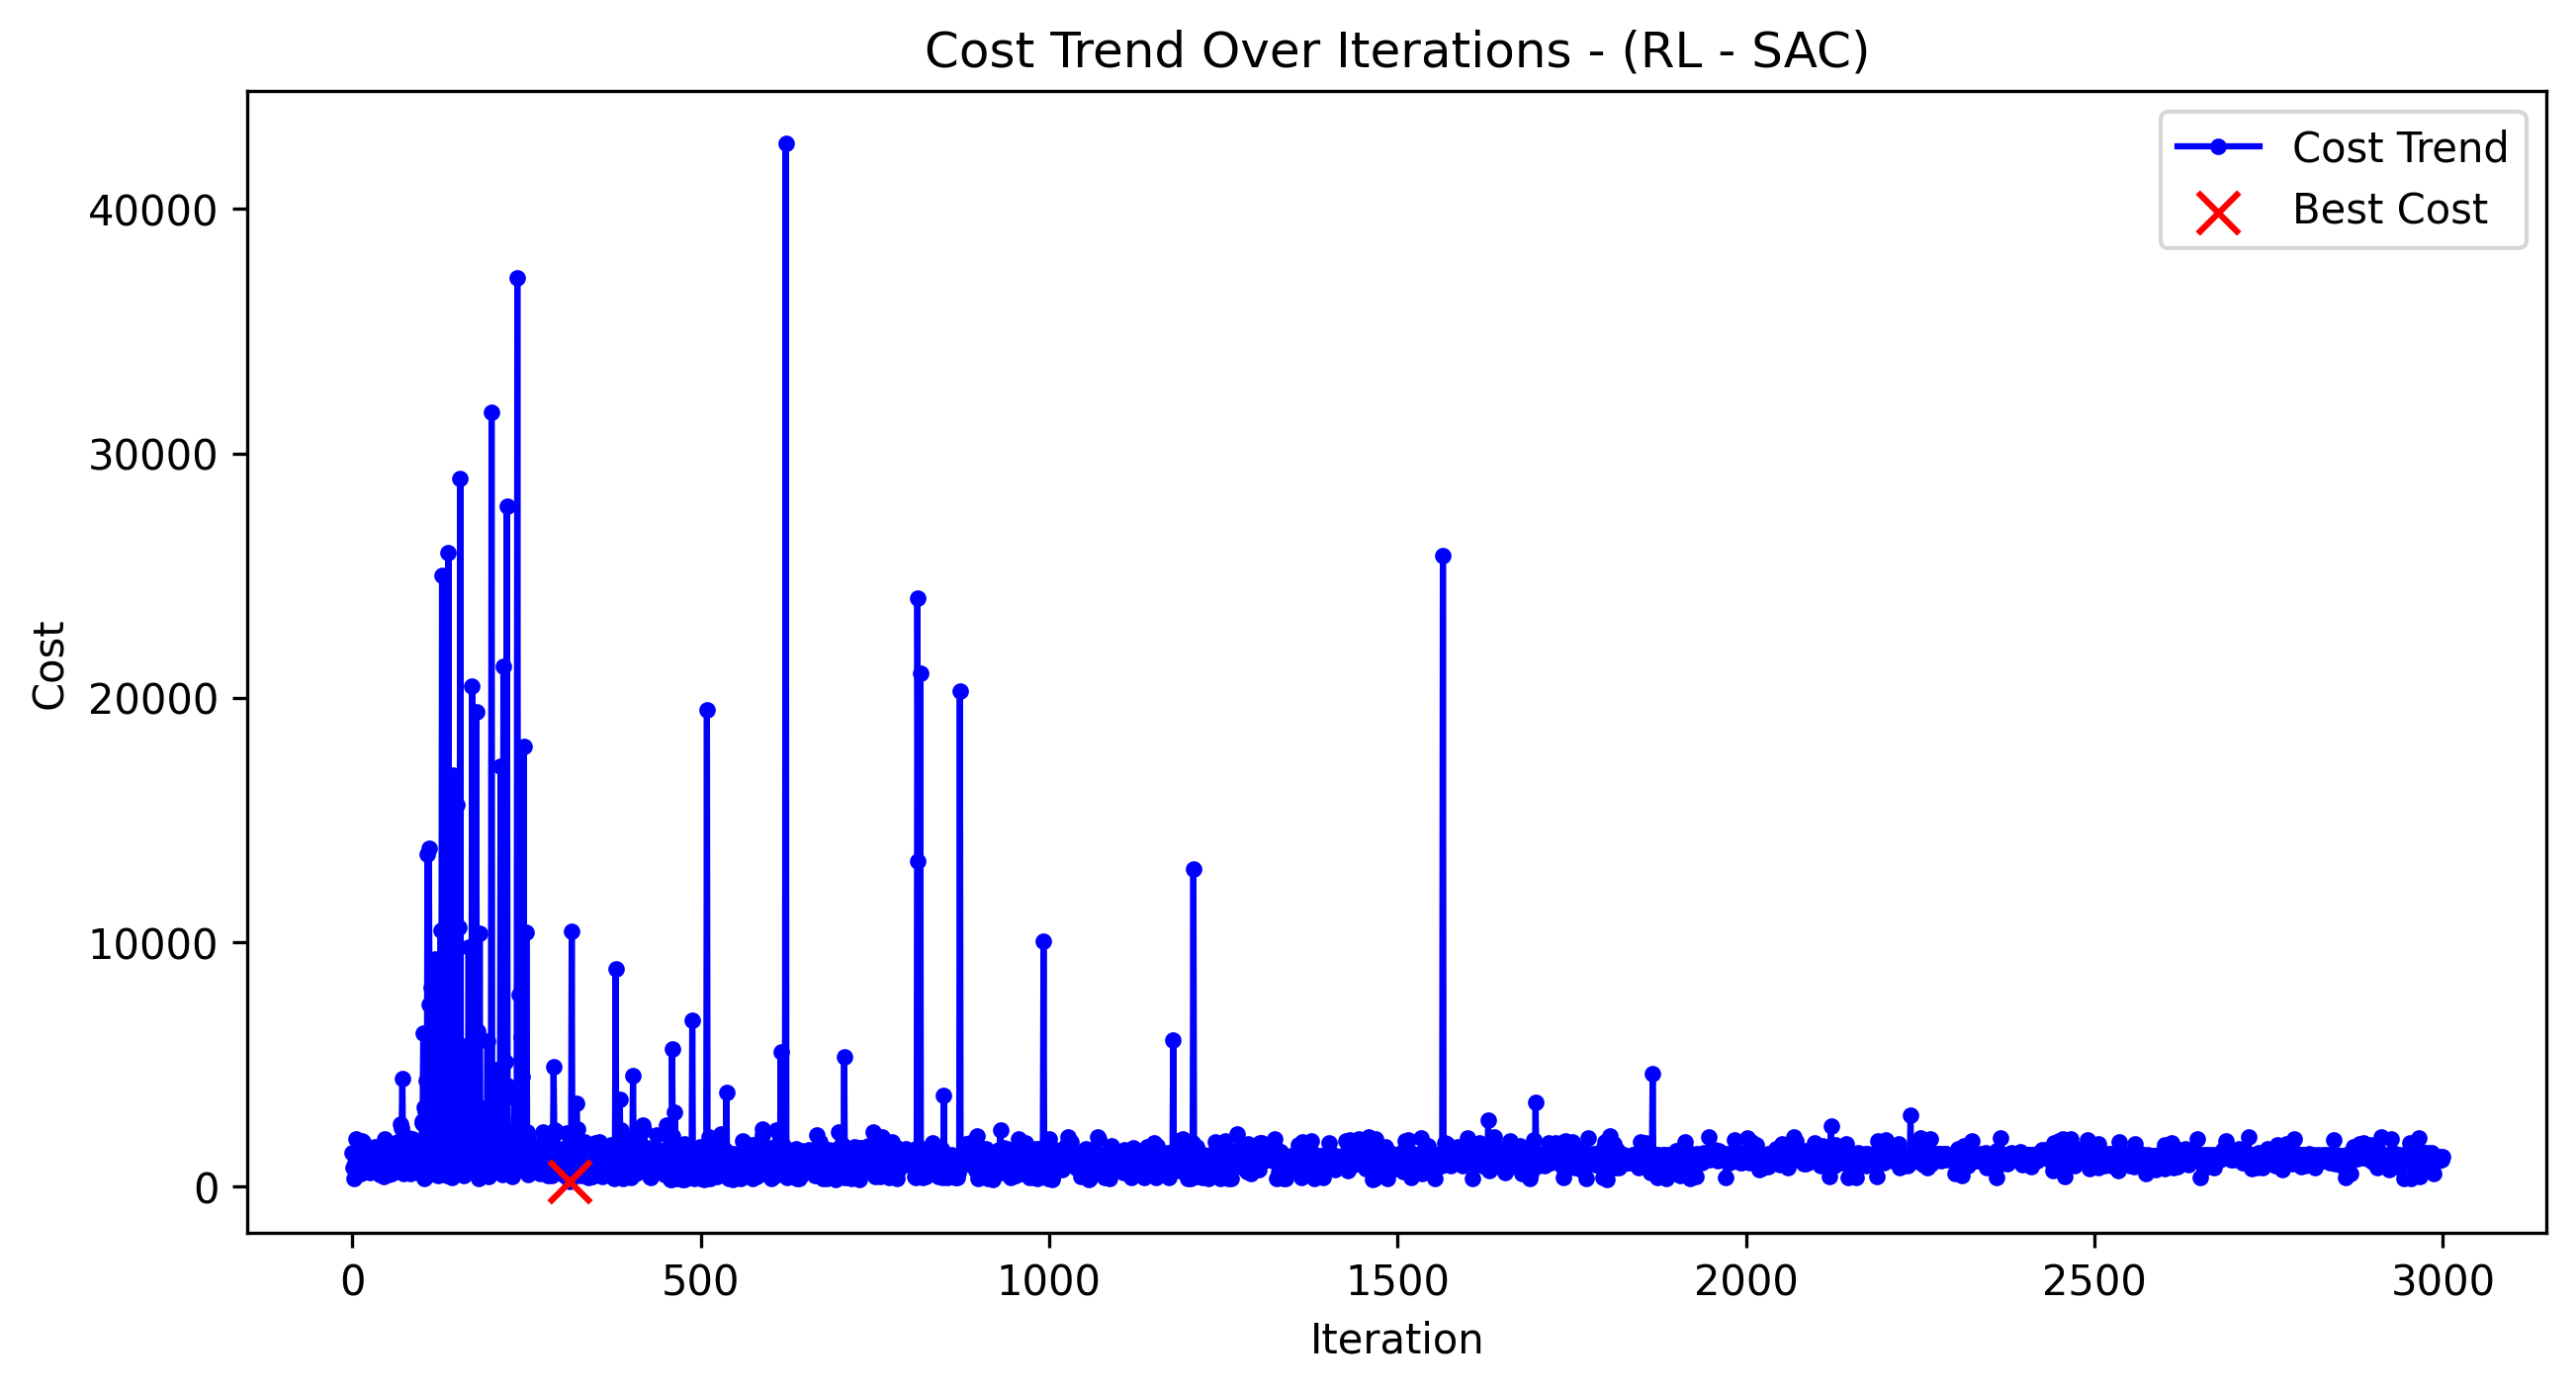 Cost Trend Over Iterations - (RL - SAC)
Cost Trend
Best Cost
40000
30000
20000
10000
0
Cost
0 500 1000 1500 2000 2500 3000
Iteration